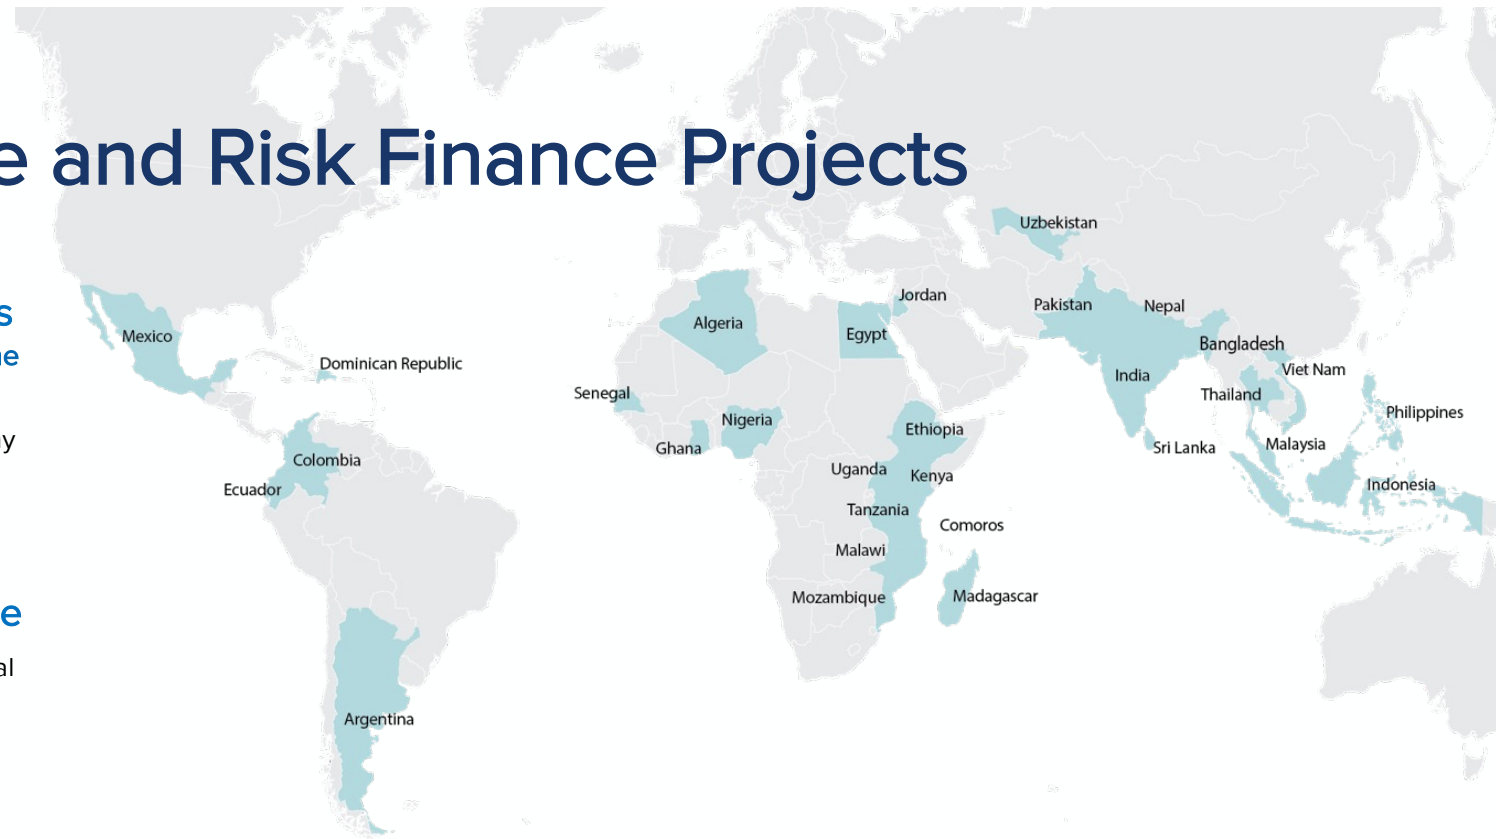 e and Risk Finance Projects
Uzbekistan
Jordan
Pakistan
Nepal
s
Algeria
Egypt
Mexico
Bangladesh
ne
Dominican Republic
Viet Nam
India
Senegal
Thailand
Philippines
Nigeria
Ethiopia
ay
Ghana
Sri Lanka
Malaysia
Colombia
Uganda
Kenya
Indonesia
Ecuador
Tanzania
Comoros
Malawi
Mozambique
Madagascar
e
al
Argentina